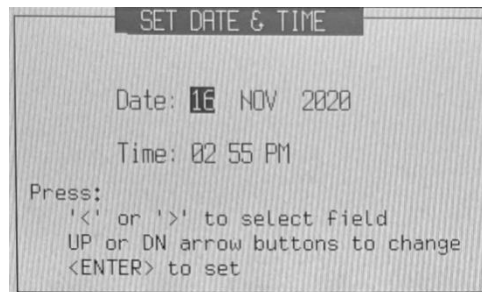 SET DATE & TIME
Date: 16 NOV 2020
Time: 02 55 PM
Press:
'<' or '>' to select field
UP or DN arrow buttons to change
<ENTER> to set